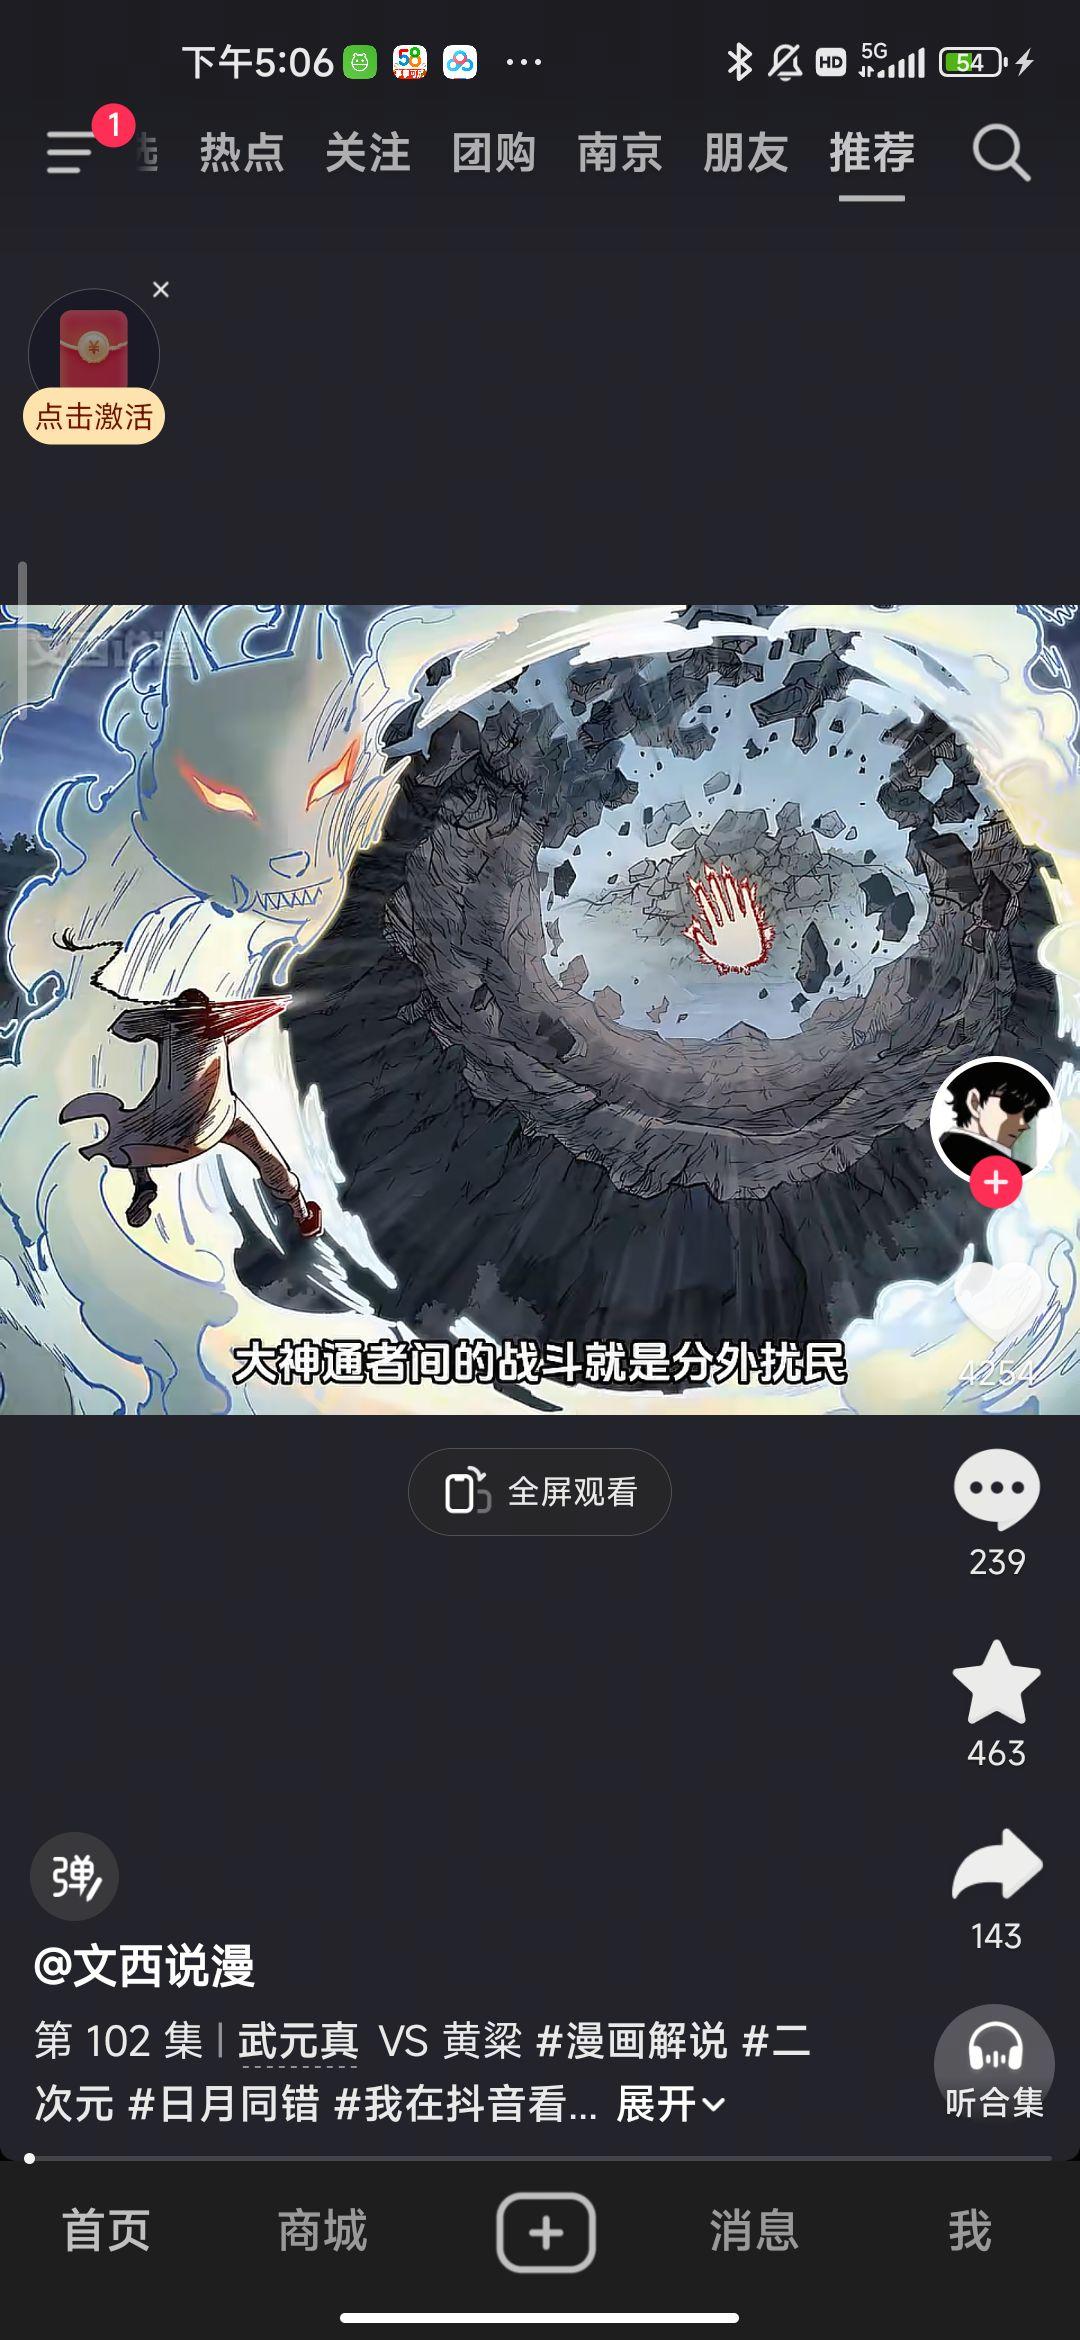 下午5:06
58
HD
5G
54
1
热点 关注 团购 南京 朋友 推荐
点击激活
文西说漫
大神通者间的战斗就是分外扰民
4254
全屏观看
239
463
143
弹
@文西说漫
第 102 集 | 武元真 VS 黄粱 #漫画解说 #二
次元 #日月同错 #我在抖音看... 展开
听合集
首页 商城 消息 我